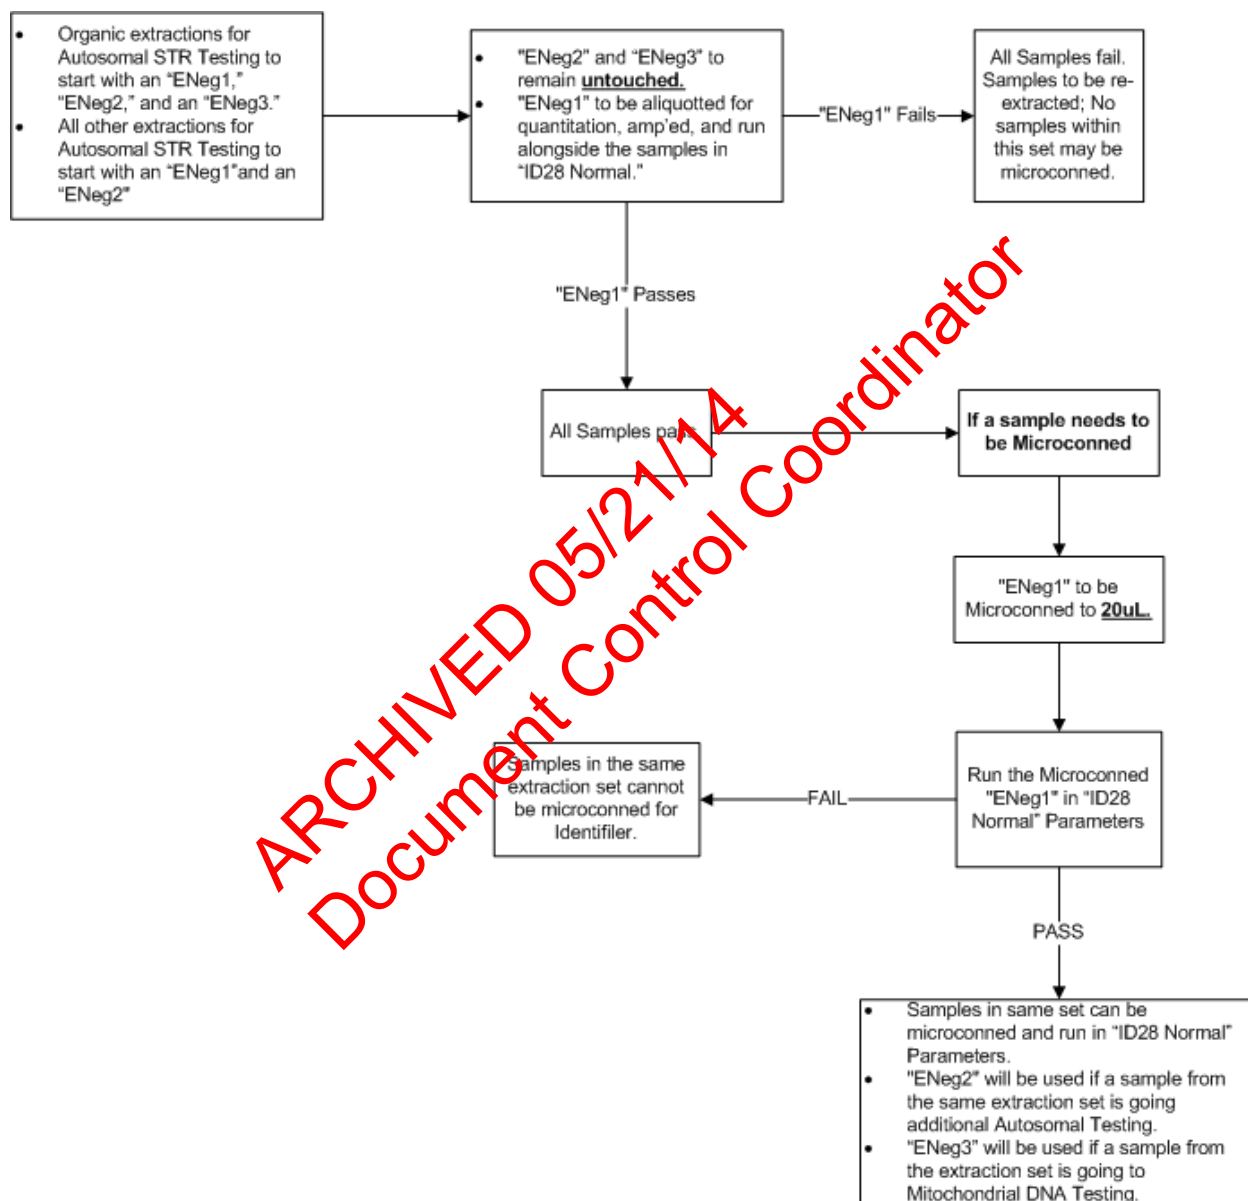 • Organic extractions for
Autosomal STR Testing to
start with an “ENeg1,”
“ENeg2,” and an “ENeg3.”
• All other extractions for
Autosomal STR Testing to
start with an “ENeg1”and an
“ENeg2”
• "ENeg2” and “ENeg3” to
remain untouched.
• "ENeg1” to be aliquotted for
quantitation, amp’ed, and run
alongside the samples in
“ID28 Normal.”
"ENeg1” Fails
All Samples fail.
Samples to be re-
extracted; No
samples within
this set may be
microconned.
"ENeg1” Passes
All Samples pass
If a sample needs to
be Microconned
"ENeg1” to be
Microconned to 20uL.
Run the Microconned
"ENeg1” in “ID28
Normal” Parameters
FAIL
Samples in the same
extraction set cannot
be microconned for
Identifiler.
PASS
• Samples in same set can be
microconned and run in “ID28 Normal”
Parameters.
• "ENeg2” will be used if a sample from
the same extraction set is going
additional Autosomal Testing.
• “ENeg3” will be used if a sample from
the extraction set is going to
Mitochondrial DNA Testing.
ARCHIVED 05/21/14
Document Control Coordinator